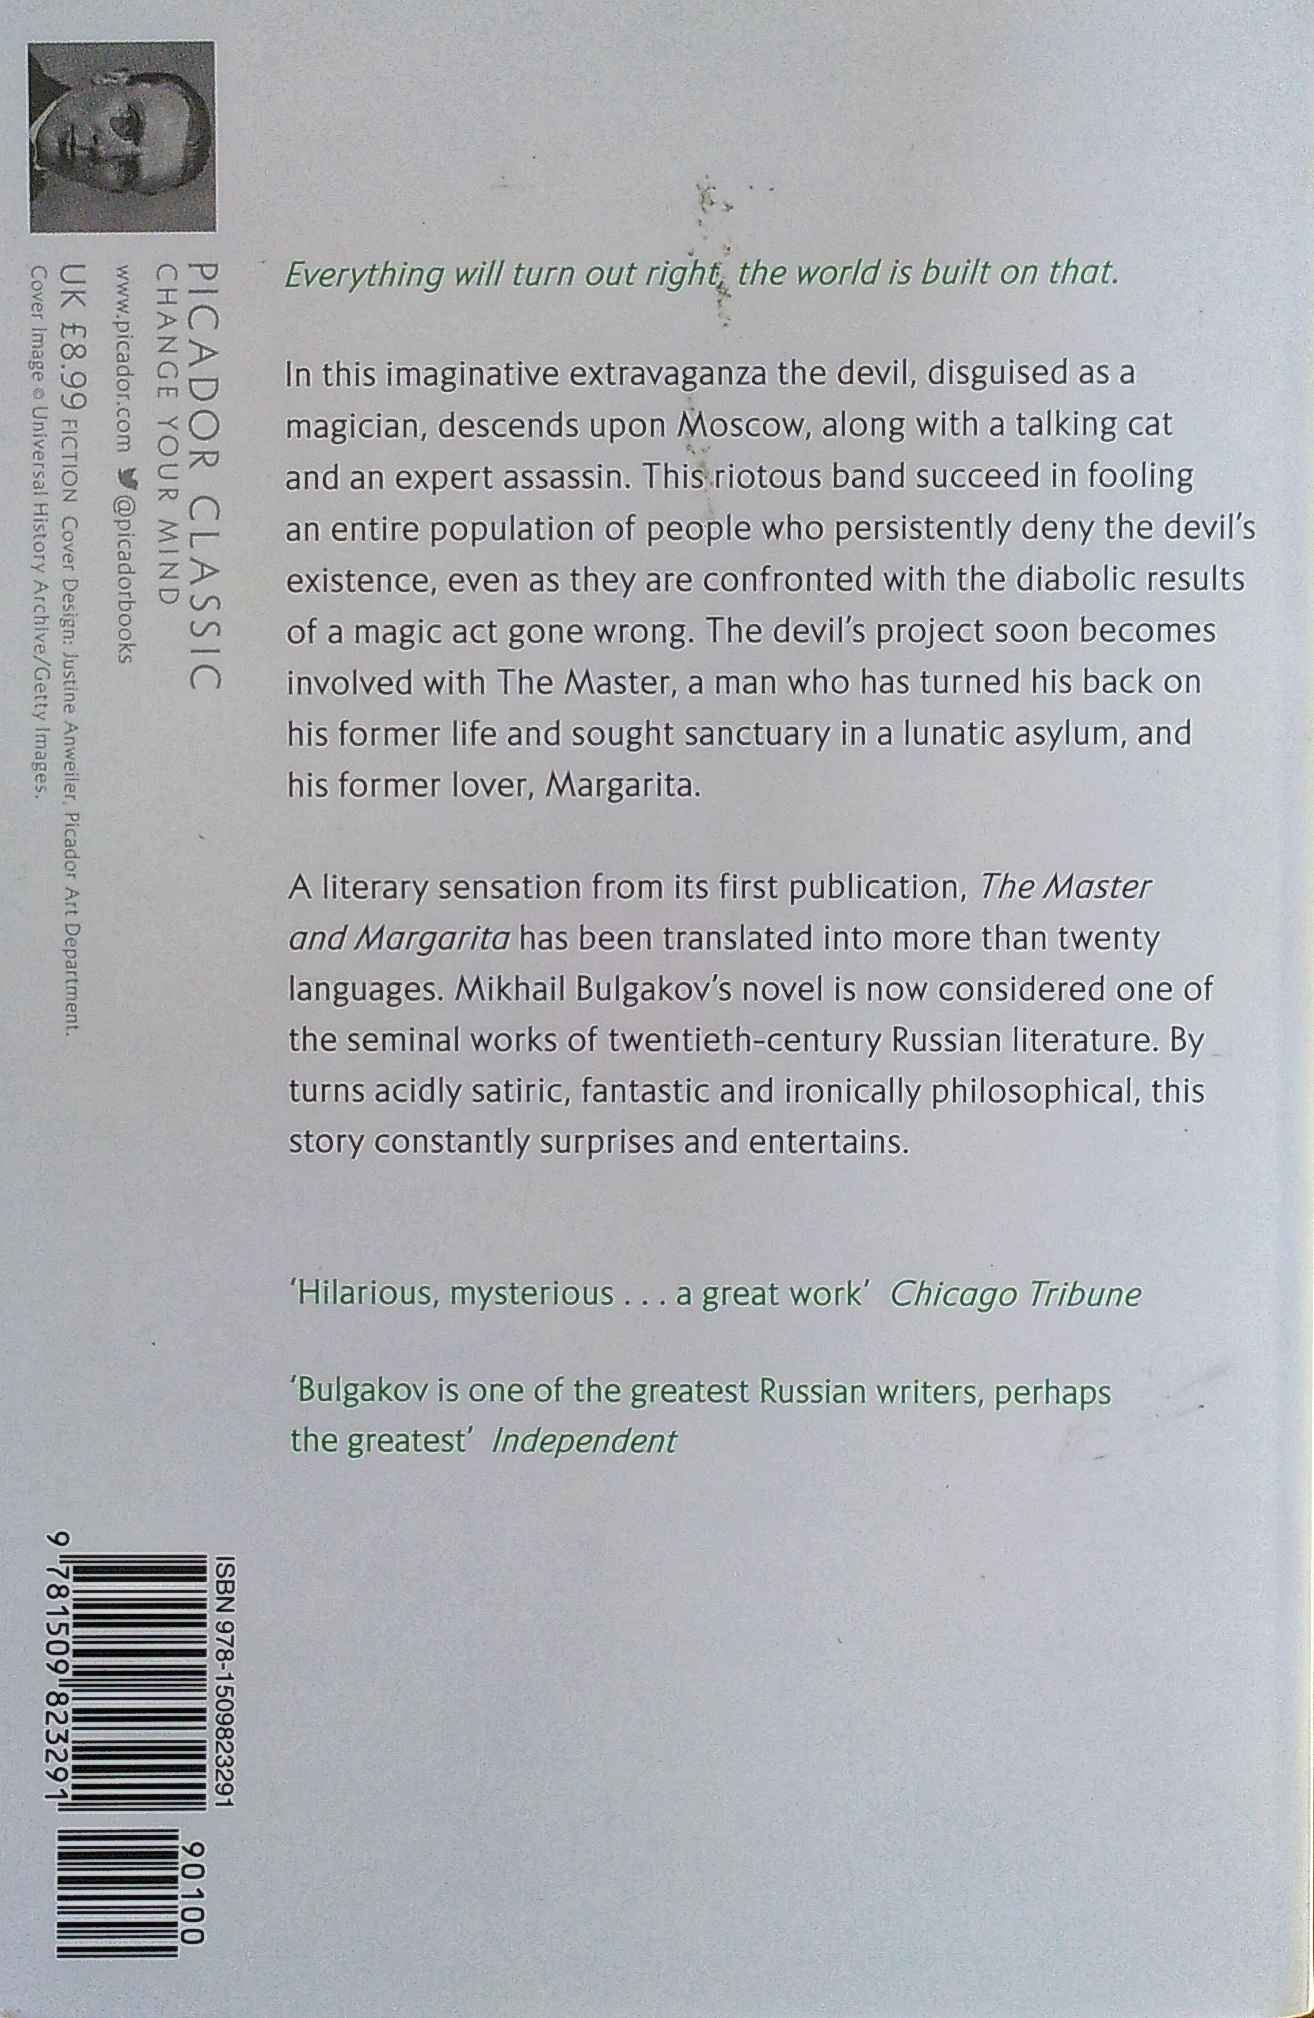 Everything will turn out right, the world is built on that.
In this imaginative extravaganza the devil, disguised as a
magician, descends upon Moscow, along with a talking cat
and an expert assassin. This riotous band succeed in fooling
an entire population of people who persistently deny the devil's
existence, even as they are confronted with the diabolic results
of a magic act gone wrong. The devil's project soon becomes
involved with The Master, a man who has turned his back on
his former life and sought sanctuary in a lunatic asylum, and
his former lover, Margarita.
A literary sensation from its first publication, The Master
and Margarita has been translated into more than twenty
languages. Mikhail Bulgakov's novel is now considered one of
the seminal works of twentieth-century Russian literature. By
turns acidly satiric, fantastic and ironically philosophical, this
story constantly surprises and entertains.
‘Hilarious, mysterious . . . a great work’ Chicago Tribune
‘Bulgakov is one of the greatest Russian writers, perhaps
the greatest’ Independent
PICADOR CLASSIC
CHANGE YOUR MIND
www.picador.com @picadorbooks
UK £8.99 FICTION Cover Design: Justine Anweiler, Picador Art Department.
Cover Image © Universal History Archive/Getty Images.
ISBN 978-1509823291
9 781509 823291
90100